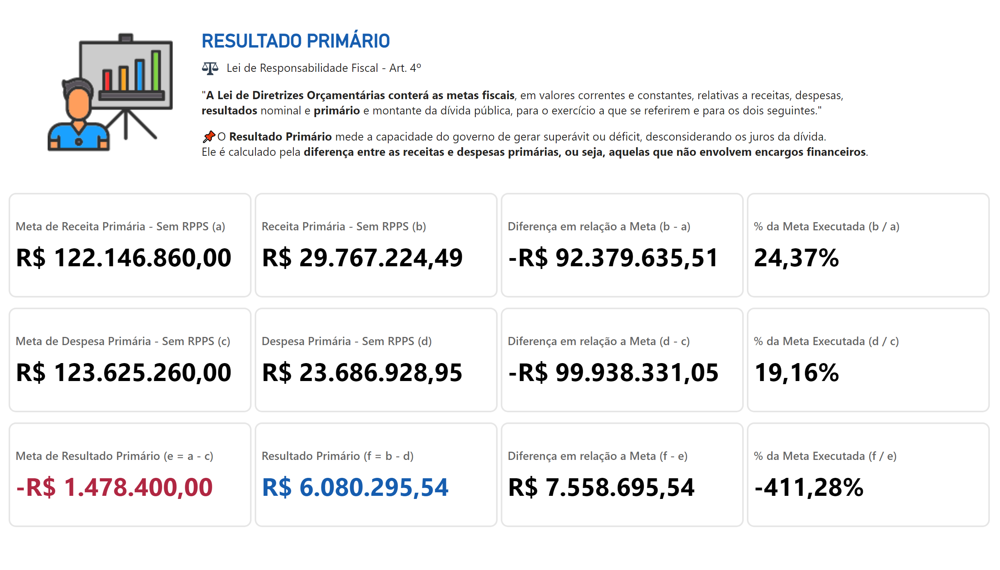 RESULTADO PRIMÁRIO
Lei de Responsabilidade Fiscal - Art. 4º
"A Lei de Diretrizes Orçamentárias conterá as metas fiscais, em valores correntes e constantes, relativas a receitas, despesas,
resultados nominal e primário e montante da dívida pública, para o exercício a que se referirem e para os dois seguintes."
📌O Resultado Primário mede a capacidade do governo de gerar superávit ou déficit, desconsiderando os juros da dívida.
Ele é calculado pela diferença entre as receitas e despesas primárias, ou seja, aquelas que não envolvem encargos financeiros.
Meta de Receita Primária - Sem RPPS (a)
R$ 122.146.860,00
Receita Primária - Sem RPPS (b)
R$ 29.767.224,49
Diferença em relação a Meta (b - a)
-R$ 92.379.635,51
% da Meta Executada (b / a)
24,37%
Meta de Despesa Primária - Sem RPPS (c)
R$ 123.625.260,00
Despesa Primária - Sem RPPS (d)
R$ 23.686.928,95
Diferença em relação a Meta (d - c)
-R$ 99.938.331,05
% da Meta Executada (d / c)
19,16%
Meta de Resultado Primário (e = a - c)
-R$ 1.478.400,00
Resultado Primário (f = b - d)
R$ 6.080.295,54
Diferença em relação a Meta (f - e)
R$ 7.558.695,54
% da Meta Executada (f / e)
-411,28%